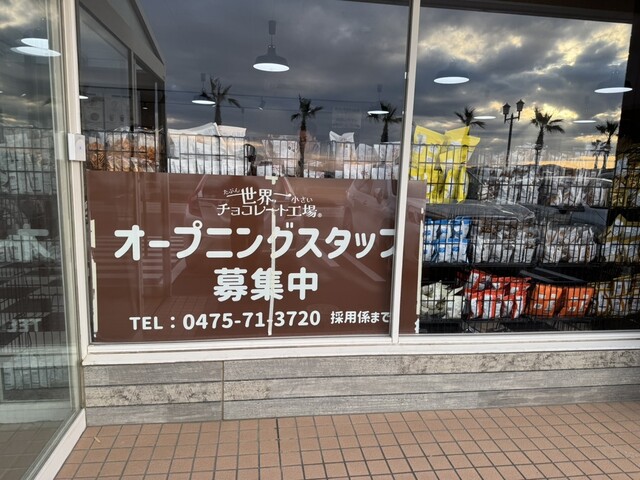 たぶん世界一小さい
チョコレート工場®
オープニングスタッフ
募集中
TEL：0475-71-3720 採用係まで